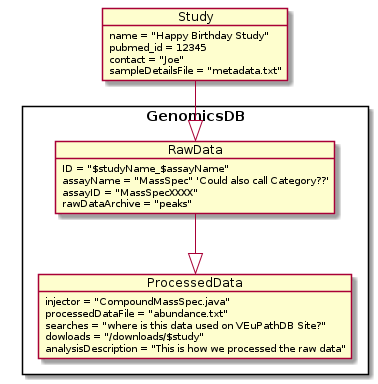 Study
name = "Happy Birthday Study"
pubmed_id = 12345
contact = "Joe"
sampleDetailsFile = "metadata.txt"
GenomicsDB
RawData
ID = "$studyName_$assayName"
assayName = "MassSpec" 'Could also call Category??'
assayID = "MassSpecXXXX"
rawDataArchive = "peaks"
ProcessedData
injector = "CompoundMassSpec.java"
processedDataFile = "abundance.txt"
searches = "where is this data used on VEuPathDB Site?"
dowloads = "/downloads/$study"
analysisDescription = "This is how we processed the raw data"